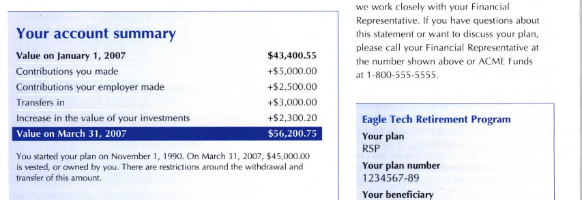 Your account summary
Value on January 1, 2007 $43,400.55
Contributions you made +$5,000.00
Contributions your employer made +$2,500.00
Transfers in +$3,000.00
Increase in the value of your investments +$2,300.20
Value on March 31, 2007 $56,200.75
You started your plan on November 1, 1990. On March 31, 2007, $45,000.00
is vested, or owned by you. There are restrictions around the withdrawal and
transfer of this amount.
we work closely with your Financial
Representative. If you have questions about
this statement or want to discuss your plan,
please call your Financial Representative at
the number shown above or ACME Funds
at 1-800-555-5555.
Eagle Tech Retirement Program
Your plan
RSP
Your plan number
1234567-89
Your beneficiary